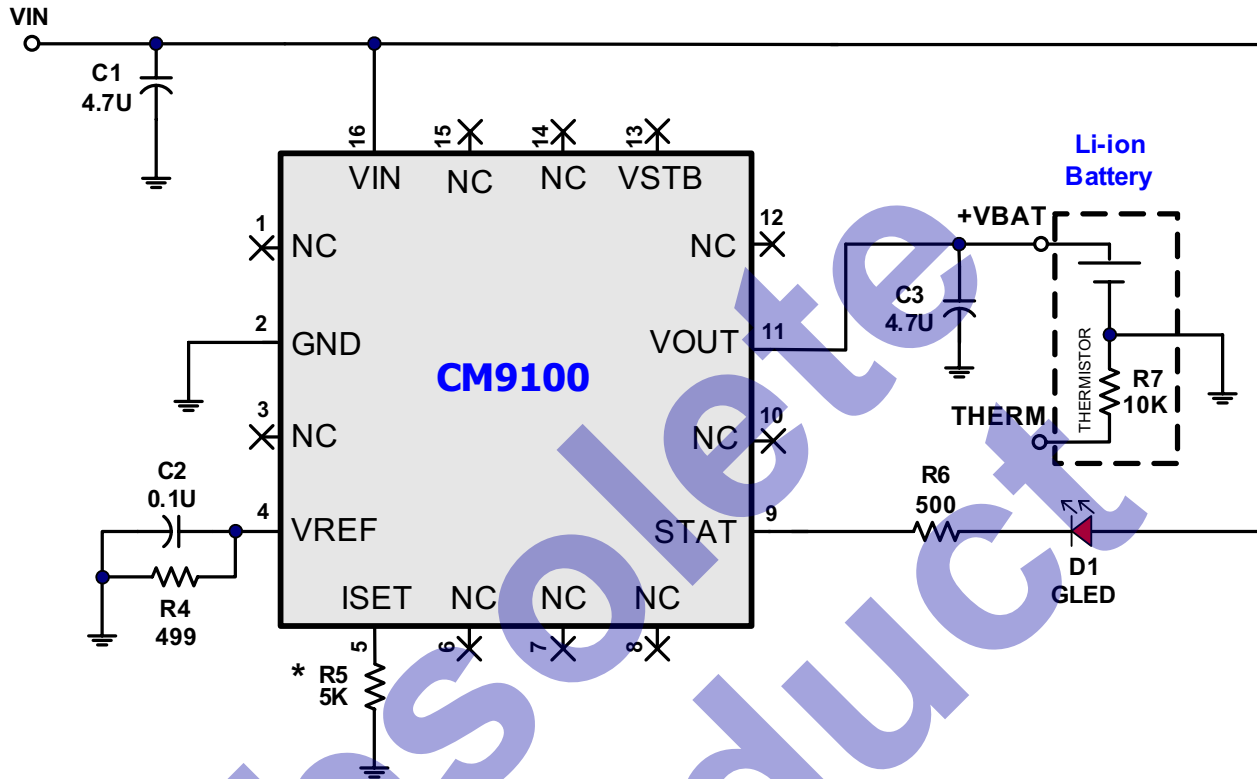 VIN
C1
4.7U
16
15
14
13
VIN
NC
NC
VSTB
Li-ion
Battery
1
NC
12
NC
+VBAT
C3
4.7U
2
GND
VOUT
11
CM9100
THERMISTOR
R7
10K
3
NC
10
NC
THERM
C2
0.1U
4
VREF
STAT
9
R6
500
D1
GLED
R4
499
ISET
NC
NC
NC
5
6
7
8
* R5
5K
obsolete
duct